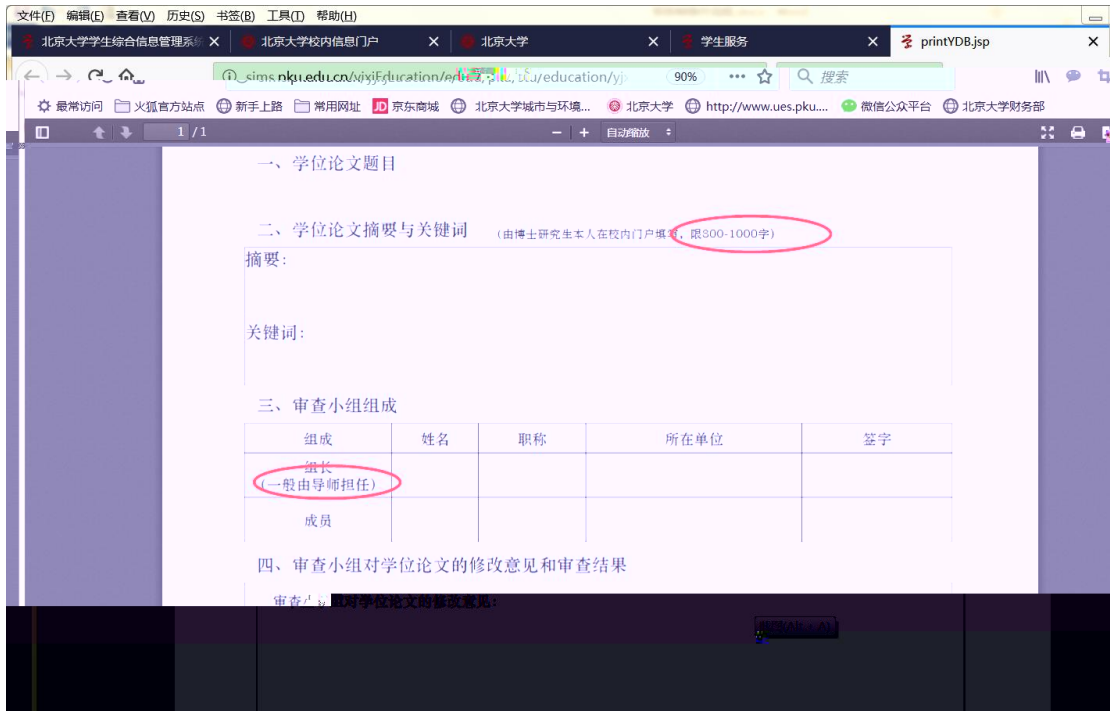 文件(F) 编辑(E) 查看(V) 历史(S) 书签(B) 工具(T) 帮助(H)
北京大学学生综合信息管理系统 北京大学校内信息门户 北京大学 学生服务 printYDB.jsp
sims.pku.edu.cn 90% ··· 搜索
最常访问 火狐官方站点 新手上路 常用网址 JD 京东商城 北京大学城市与环境... 北京大学 http://www.ues.pku.... 微信公众平台 北京大学财务部
1 / 1 − + 自动缩放
一、学位论文题目
二、学位论文摘要与关键词 (由博士研究生本人在校内门户填写, 限800-1000字)
摘要:
关键词:
三、审查小组组成
组成 姓名 职称 所在单位 签字
组长
(一般由导师担任)
成员
四、审查小组对学位论文的修改意见和审查结果
审查小组对学位论文的修改意见: